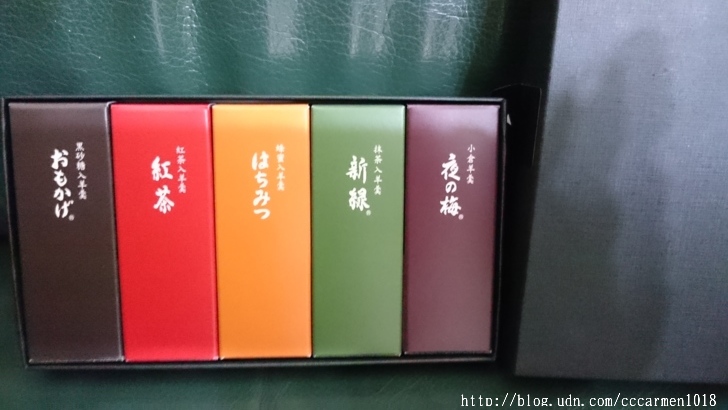 小倉羊羹
夜の梅®
抹茶入羊羹
新緑®
蜂蜜入羊羹
はちみつ
紅茶入羊羹
紅茶
黒砂糖入羊羹
おもかげ®
http://blog.udn.com/cccarmen1018